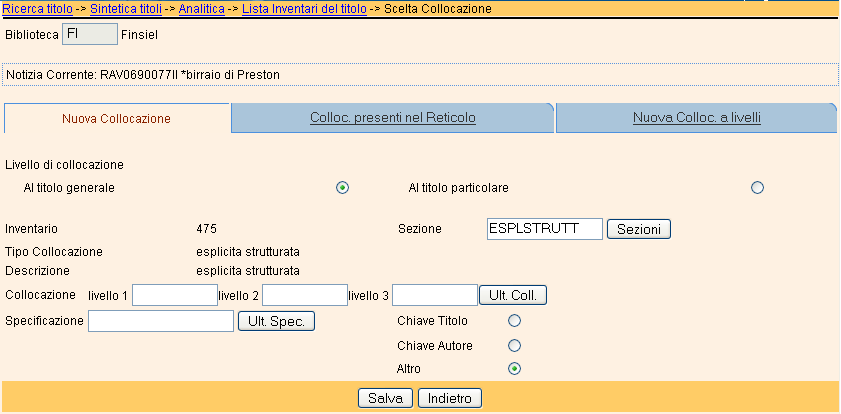 Ricerca titolo -> Sintetica titoli -> Analitica -> Lista Inventari del titolo -> Scelta Collocazione
Biblioteca FI Finsiel
Notizia Corrente: RAV0690077Il *birraio di Preston
Nuova Collocazione Colloc. presenti nel Reticolo Nuova Colloc. a livelli
Livello di collocazione
Al titolo generale Al titolo particolare
Inventario 475 Sezione ESPLSTRUTT Sezioni
Tipo Collocazione esplicita strutturata
Descrizione esplicita strutturata
Collocazione livello 1 livello 2 livello 3 Ult. Coll.
Specificazione Ult. Spec. Chiave Titolo
Chiave Autore
Altro
Salva Indietro